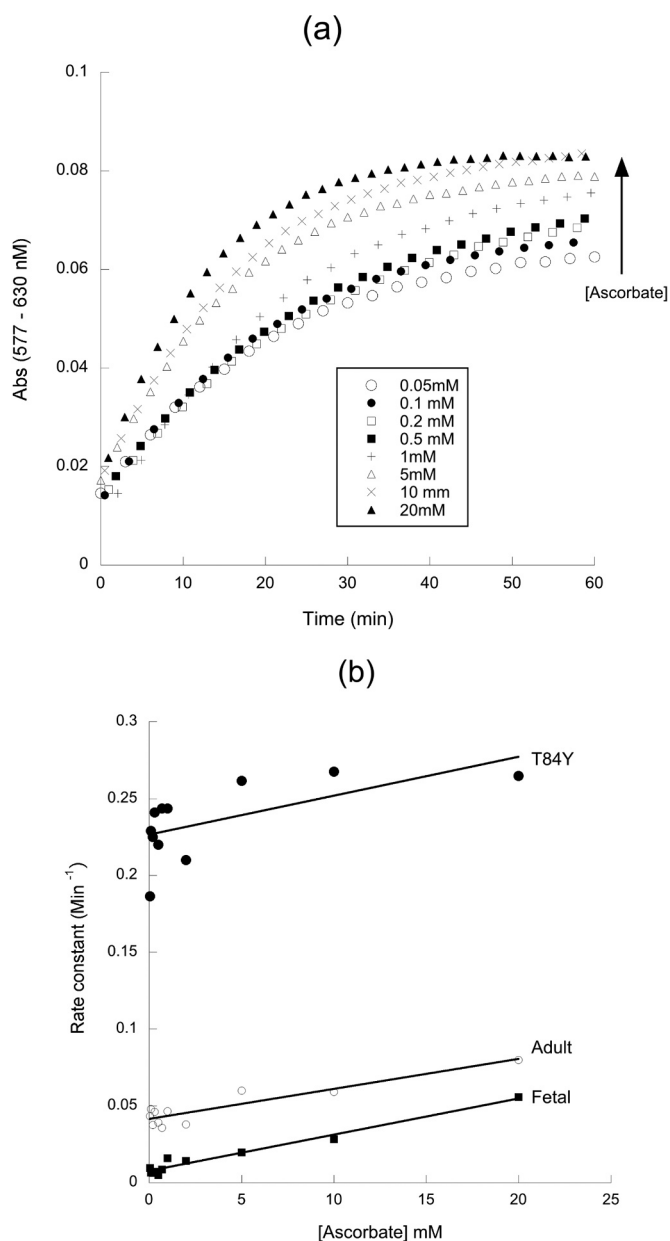 (a)
0.1
0.08
0.06
0.04
0.02
0
Abs (577 - 630 nM)
0 10 20 30 40 50 60
Time (min)
[Ascorbate]
0.05mM
0.1 mM
0.2 mM
0.5 mM
1mM
5mM
10 mm
20mM
(b)
0.3
0.25
0.2
0.15
0.1
0.05
0
Rate constant (Min⁻¹)
T84Y
Adult
Fetal
0 5 10 15 20 25
[Ascorbate] mM